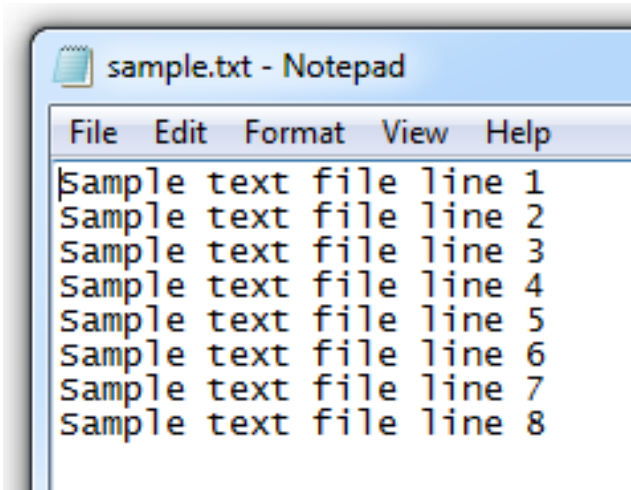 sample.txt - Notepad
File Edit Format View Help
Sample text file line 1
Sample text file line 2
Sample text file line 3
Sample text file line 4
Sample text file line 5
Sample text file line 6
Sample text file line 7
Sample text file line 8